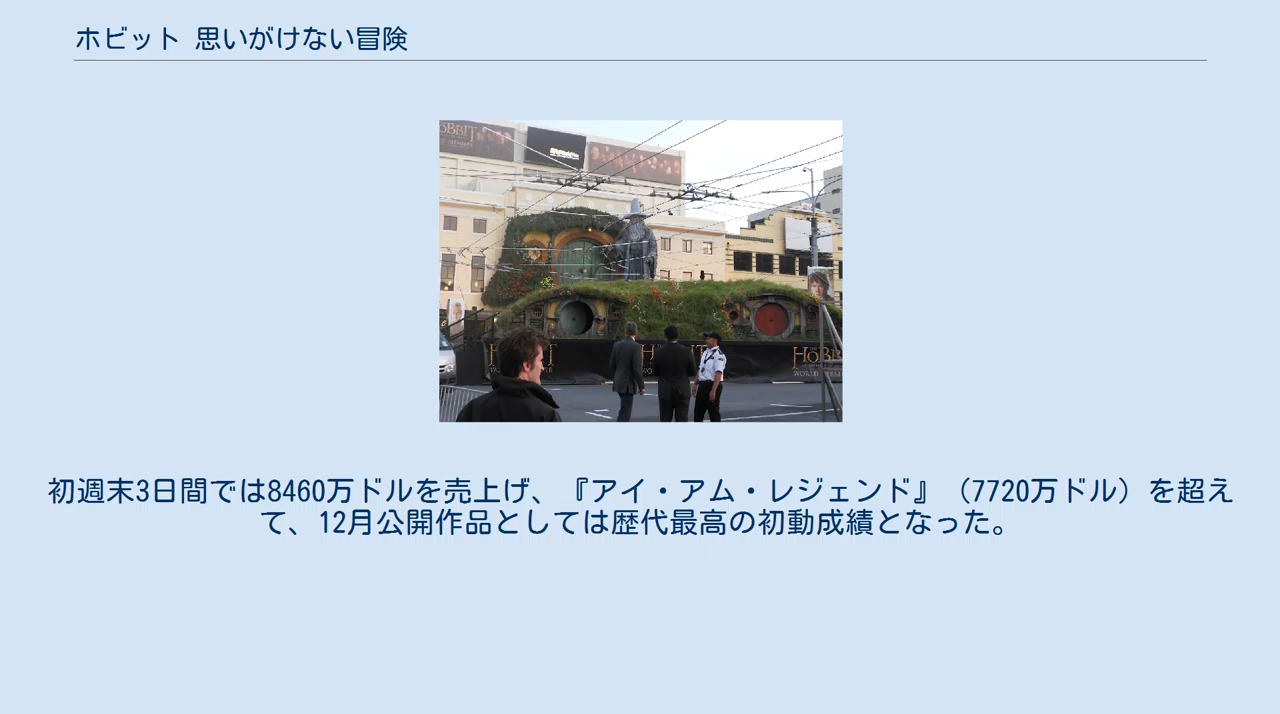 ホビット 思いがけない冒険
HOBBIT
HOBBIT
WORLD
初週末3日間では8460万ドルを売上げ、『アイ・アム・レジェンド』（7720万ドル）を超え
て、12月公開作品としては歴代最高の初動成績となった。